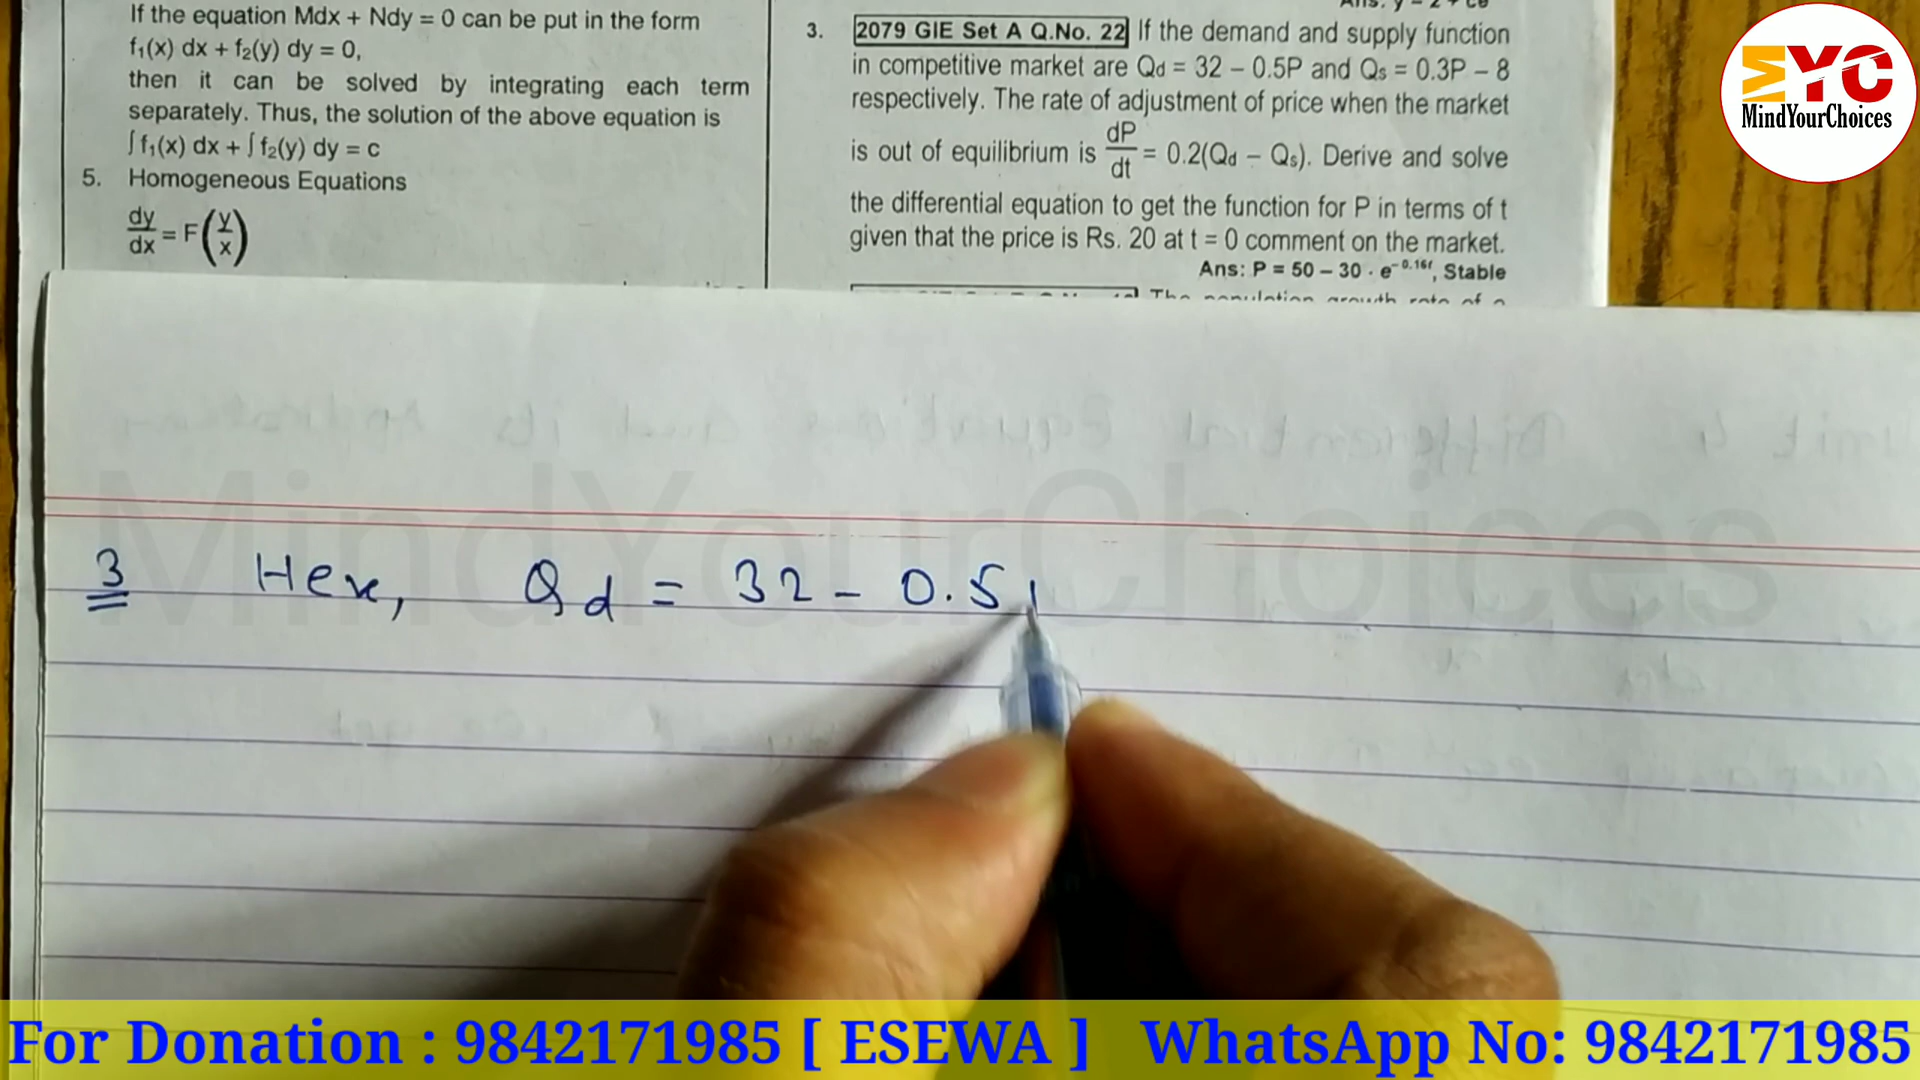 If the equation Mdx + Ndy = 0 can be put in the form
f₁(x) dx + f₂(y) dy = 0,
then it can be solved by integrating each term
separately. Thus, the solution of the above equation is
∫ f₁(x) dx + ∫ f₂(y) dy = c
5. Homogeneous Equations
dy/dx = F(y/x)
3. 2079 GIE Set A Q.No. 22 If the demand and supply function
in competitive market are Qd = 32 – 0.5P and Qs = 0.3P – 8
respectively. The rate of adjustment of price when the market
is out of equilibrium is dP/dt = 0.2(Qd – Qs). Derive and solve
the differential equation to get the function for P in terms of t
given that the price is Rs. 20 at t = 0 comment on the market.
Ans: P = 50 – 30 · e^–0.16t, Stable
The population growth rate of a
MYC
MindYourChoices
MindYourChoices
3 Here, Qd = 32 - 0.5
For Donation : 9842171985 [ ESEWA ] WhatsApp No: 9842171985